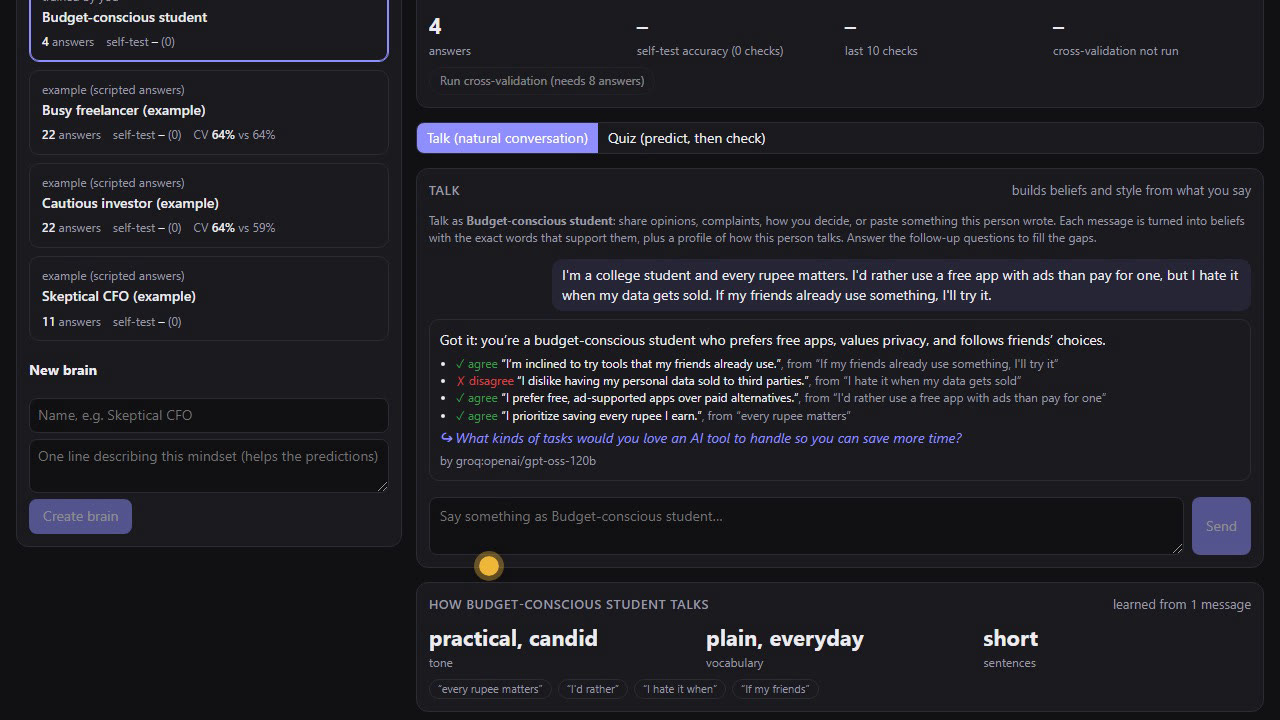 Budget-conscious student
4 answers self-test – (0)
example (scripted answers)
Busy freelancer (example)
22 answers self-test – (0) CV 64% vs 64%
example (scripted answers)
Cautious investor (example)
22 answers self-test – (0) CV 64% vs 59%
example (scripted answers)
Skeptical CFO (example)
11 answers self-test – (0)
New brain
Name, e.g. Skeptical CFO
One line describing this mindset (helps the predictions)
Create brain
4 – – –
answers self-test accuracy (0 checks) last 10 checks cross-validation not run
Run cross-validation (needs 8 answers)
Talk (natural conversation) Quiz (predict, then check)
TALK builds beliefs and style from what you say
Talk as Budget-conscious student: share opinions, complaints, how you decide, or paste something this person wrote. Each message is turned into beliefs
with the exact words that support them, plus a profile of how this person talks. Answer the follow-up questions to fill the gaps.
I'm a college student and every rupee matters. I'd rather use a free app with ads than pay for one, but I hate it
when my data gets sold. If my friends already use something, I'll try it.
Got it: you’re a budget-conscious student who prefers free apps, values privacy, and follows friends’ choices.
• ✓ agree “I’m inclined to try tools that my friends already use.”, from “If my friends already use something, I'll try it”
• ✗ disagree “I dislike having my personal data sold to third parties.”, from “I hate it when my data gets sold”
• ✓ agree “I prefer free, ad-supported apps over paid alternatives.”, from “I'd rather use a free app with ads than pay for one”
• ✓ agree “I prioritize saving every rupee I earn.”, from “every rupee matters”
↪ What kinds of tasks would you love an AI tool to handle so you can save more time?
by groq:openai/gpt-oss-120b
Say something as Budget-conscious student...
Send
HOW BUDGET-CONSCIOUS STUDENT TALKS learned from 1 message
practical, candid plain, everyday short
tone vocabulary sentences
“every rupee matters” “I'd rather” “I hate it when” “If my friends”